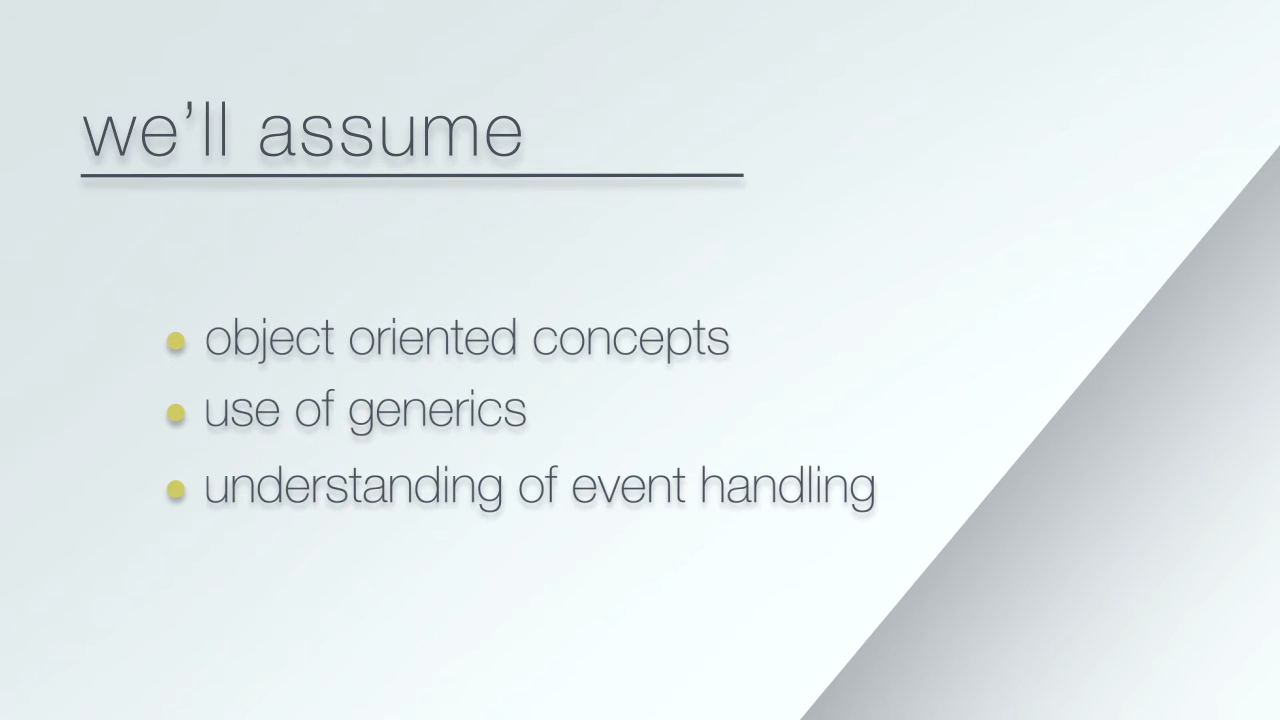 we’ll assume
object oriented concepts
use of generics
understanding of event handling